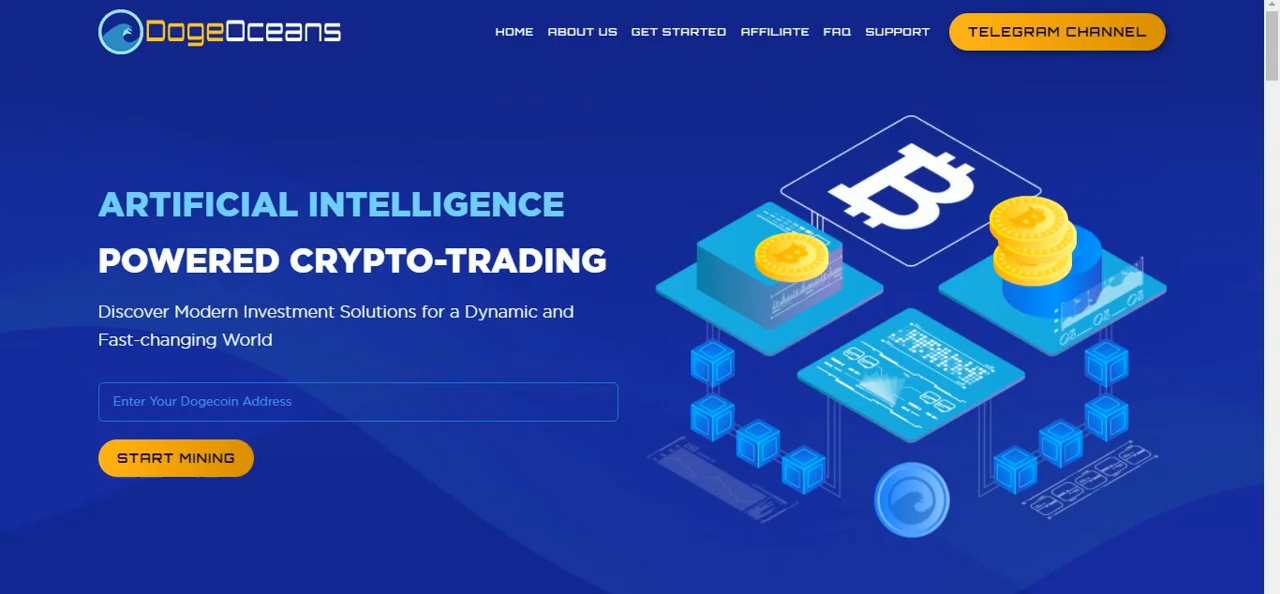 DogeOceans
HOME ABOUT US GET STARTED AFFILIATE FAQ SUPPORT TELEGRAM CHANNEL
ARTIFICIAL INTELLIGENCE
POWERED CRYPTO-TRADING
Discover Modern Investment Solutions for a Dynamic and
Fast-changing World
Enter Your Dogecoin Address
START MINING